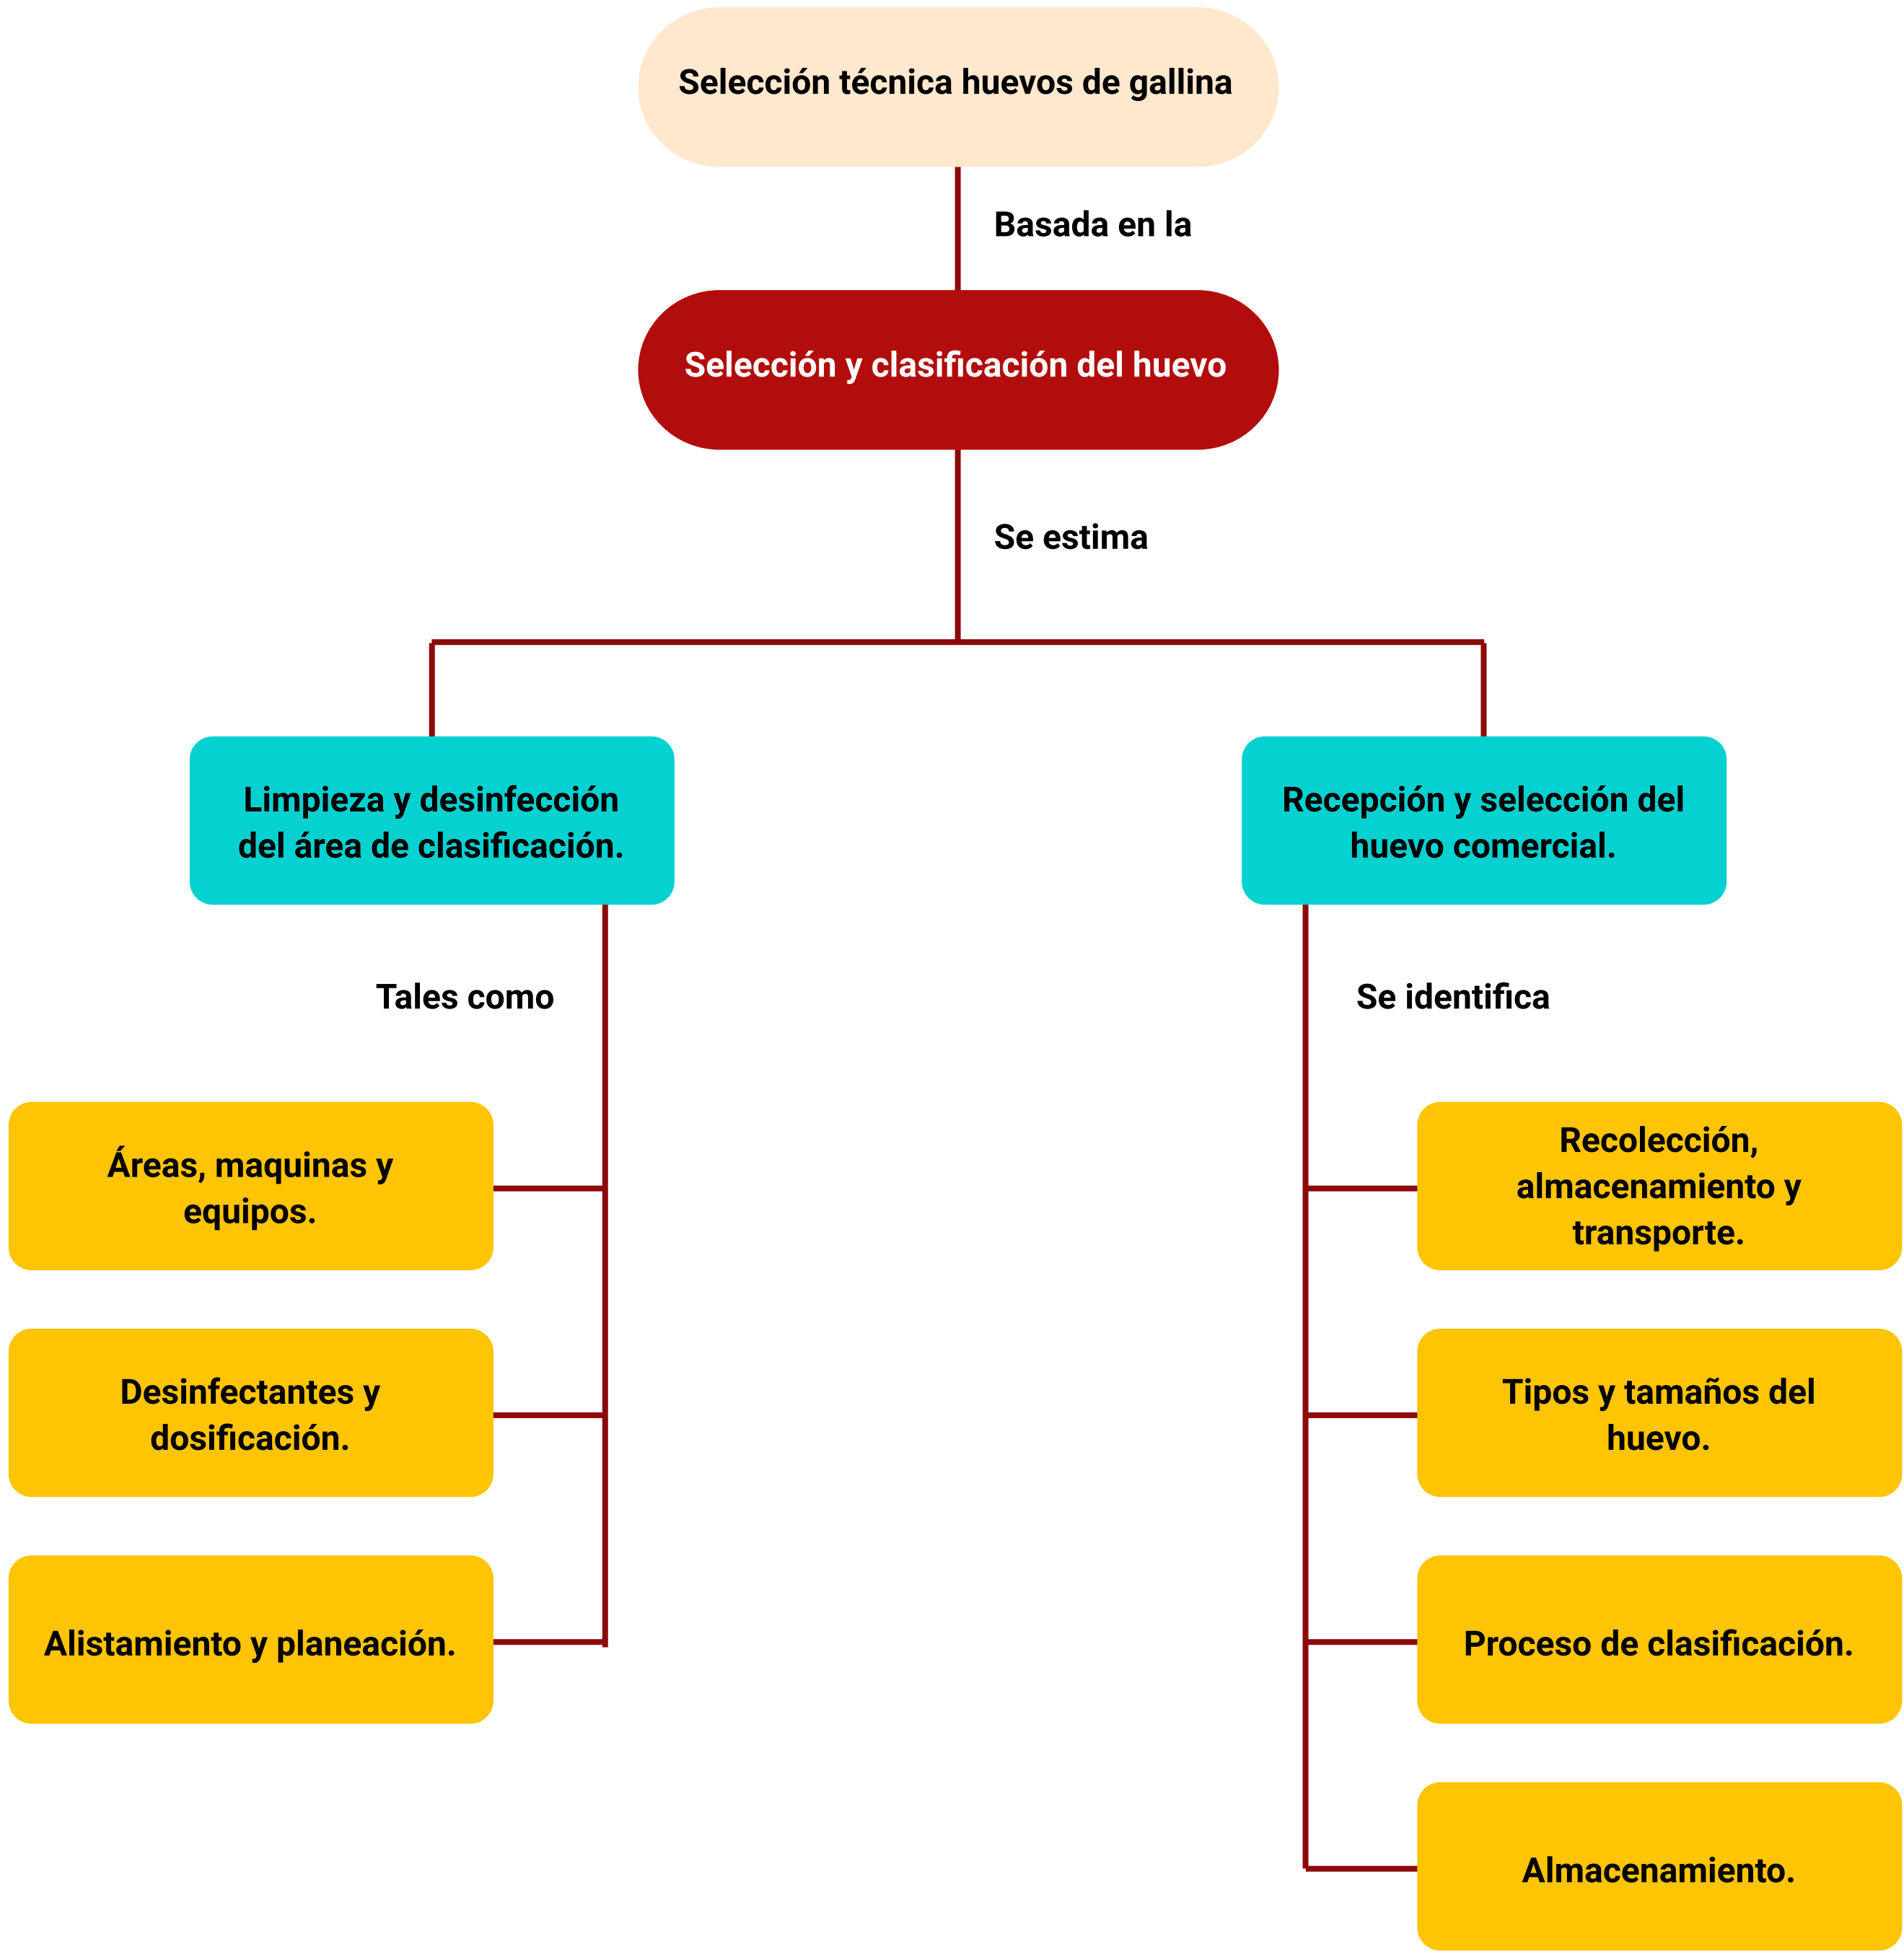 Selección técnica huevos de gallina
Basada en la
Selección y clasificación del huevo
Se estima
Limpieza y desinfección
del área de clasificación.
Tales como
Áreas, maquinas y
equipos.
Desinfectantes y
dosificación.
Alistamiento y planeación.
Recepción y selección del
huevo comercial.
Se identifica
Recolección,
almacenamiento y
transporte.
Tipos y tamaños del
huevo.
Proceso de clasificación.
Almacenamiento.